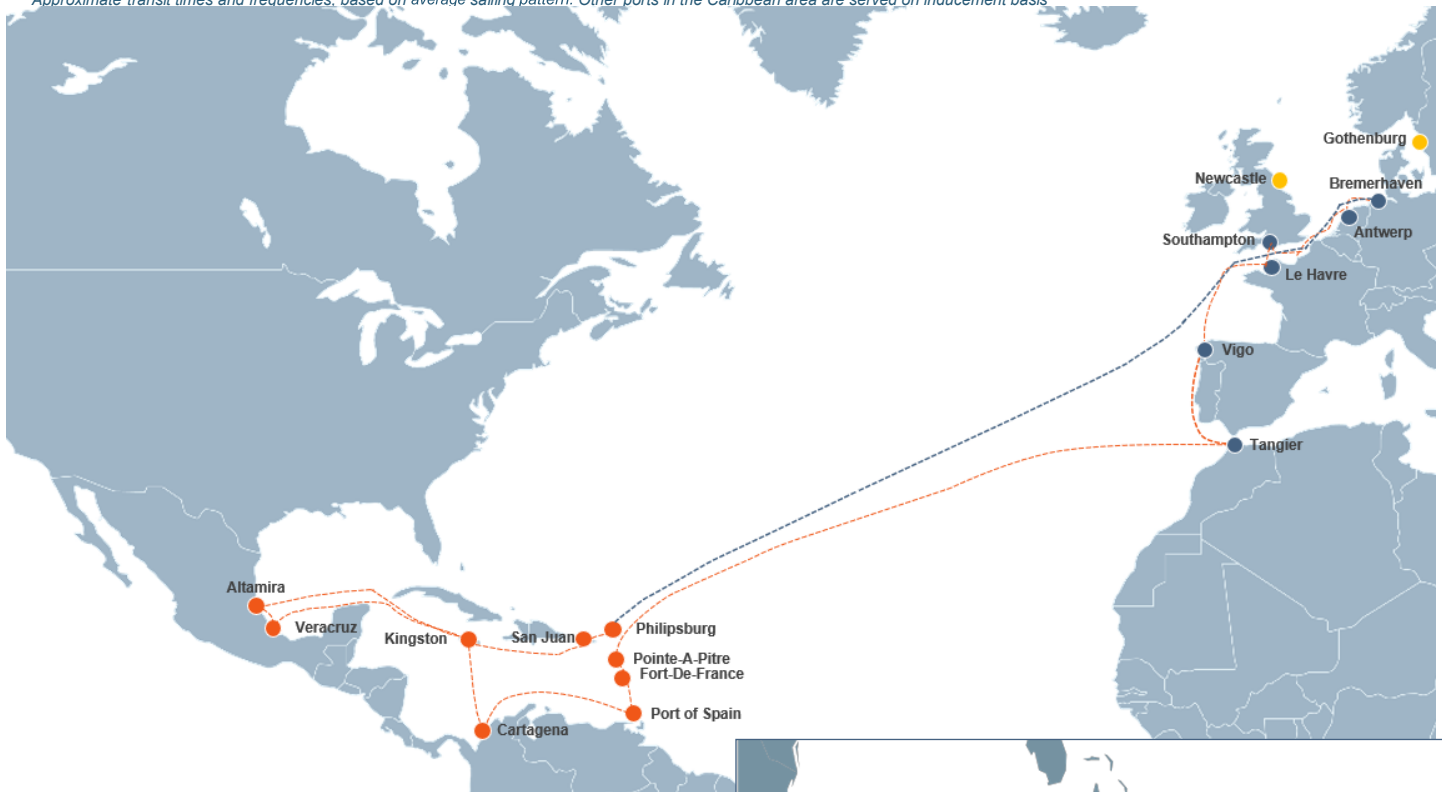 Approximate transit times and frequencies, based on average sailing pattern. Other ports in the Caribbean area are served on inducement basis
Gothenburg
Newcastle
Bremerhaven
Southampton
Antwerp
Le Havre
Vigo
Tangier
Altamira
Veracruz
Kingston
San Juan
Philipsburg
Pointe-A-Pitre
Fort-De-France
Port of Spain
Cartagena